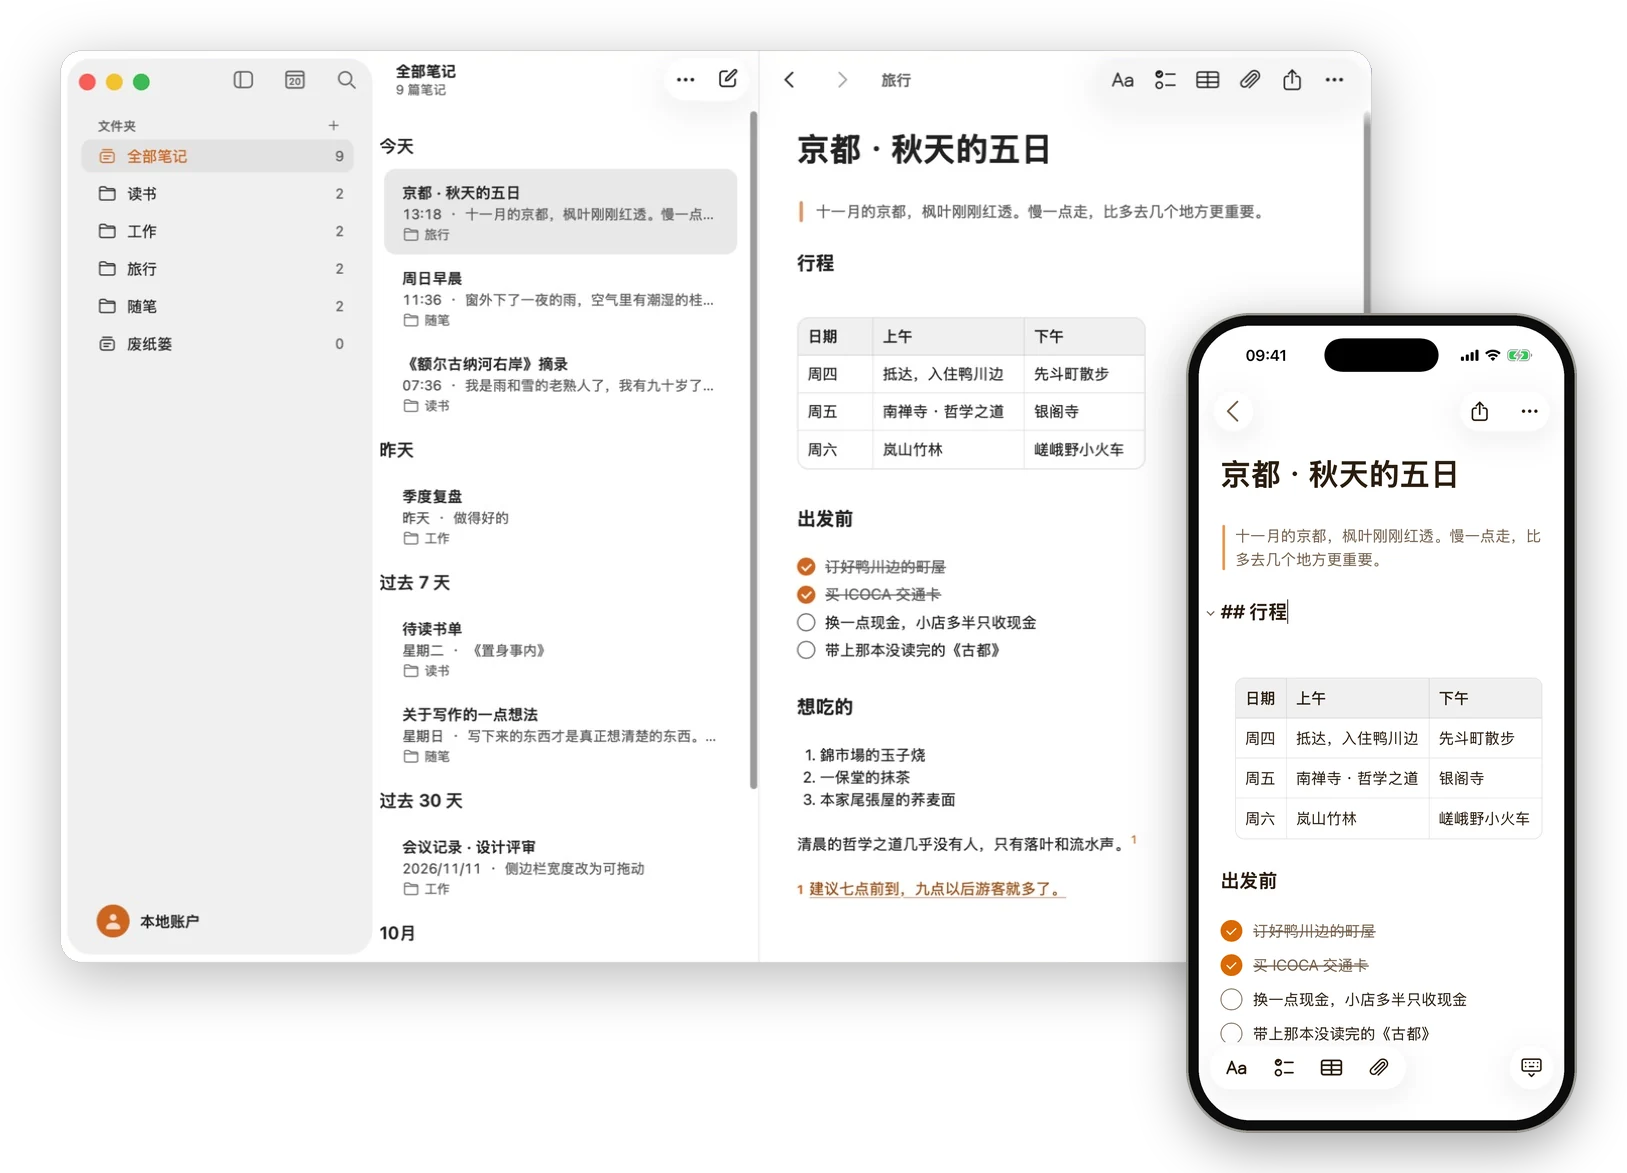 20
文件夹
全部笔记 9
读书 2
工作 2
旅行 2
随笔 2
废纸篓 0
本地账户
全部笔记
9 篇笔记
今天
京都 · 秋天的五日
13:18 · 十一月的京都，枫叶刚刚红透。慢一点...
旅行
周日早晨
11:36 · 窗外下了一夜的雨，空气里有潮湿的桂...
随笔
《额尔古纳河右岸》摘录
07:36 · 我是雨和雪的老熟人了，我有九十岁了...
读书
昨天
季度复盘
昨天 · 做得好的
工作
过去 7 天
待读书单
星期二 · 《置身事内》
读书
关于写作的一点想法
星期日 · 写下来的东西才是真正想清楚的东西。...
随笔
过去 30 天
会议记录 · 设计评审
2026/11/11 · 侧边栏宽度改为可拖动
工作
10月
旅行
Aa
京都 · 秋天的五日
十一月的京都，枫叶刚刚红透。慢一点走，比多去几个地方更重要。
行程
日期 上午 下午
周四 抵达，入住鸭川边 先斗町散步
周五 南禅寺 · 哲学之道 银阁寺
周六 岚山竹林 嵯峨野小火车
出发前
订好鸭川边的町屋
买 ICOCA 交通卡
换一点现金，小店多半只收现金
带上那本没读完的《古都》
想吃的
1. 錦市場的玉子烧
2. 一保堂的抹茶
3. 本家尾張屋的荞麦面
清晨的哲学之道几乎没有人，只有落叶和流水声。1
1 建议七点前到，九点以后游客就多了。
09:41
京都 · 秋天的五日
十一月的京都，枫叶刚刚红透。慢一点走，比
多去几个地方更重要。
## 行程
日期 上午 下午
周四 抵达，入住鸭川边 先斗町散步
周五 南禅寺 · 哲学之道 银阁寺
周六 岚山竹林 嵯峨野小火车
出发前
订好鸭川边的町屋
买 ICOCA 交通卡
换一点现金，小店多半只收现金
带上那本没读完的《古都》
Aa